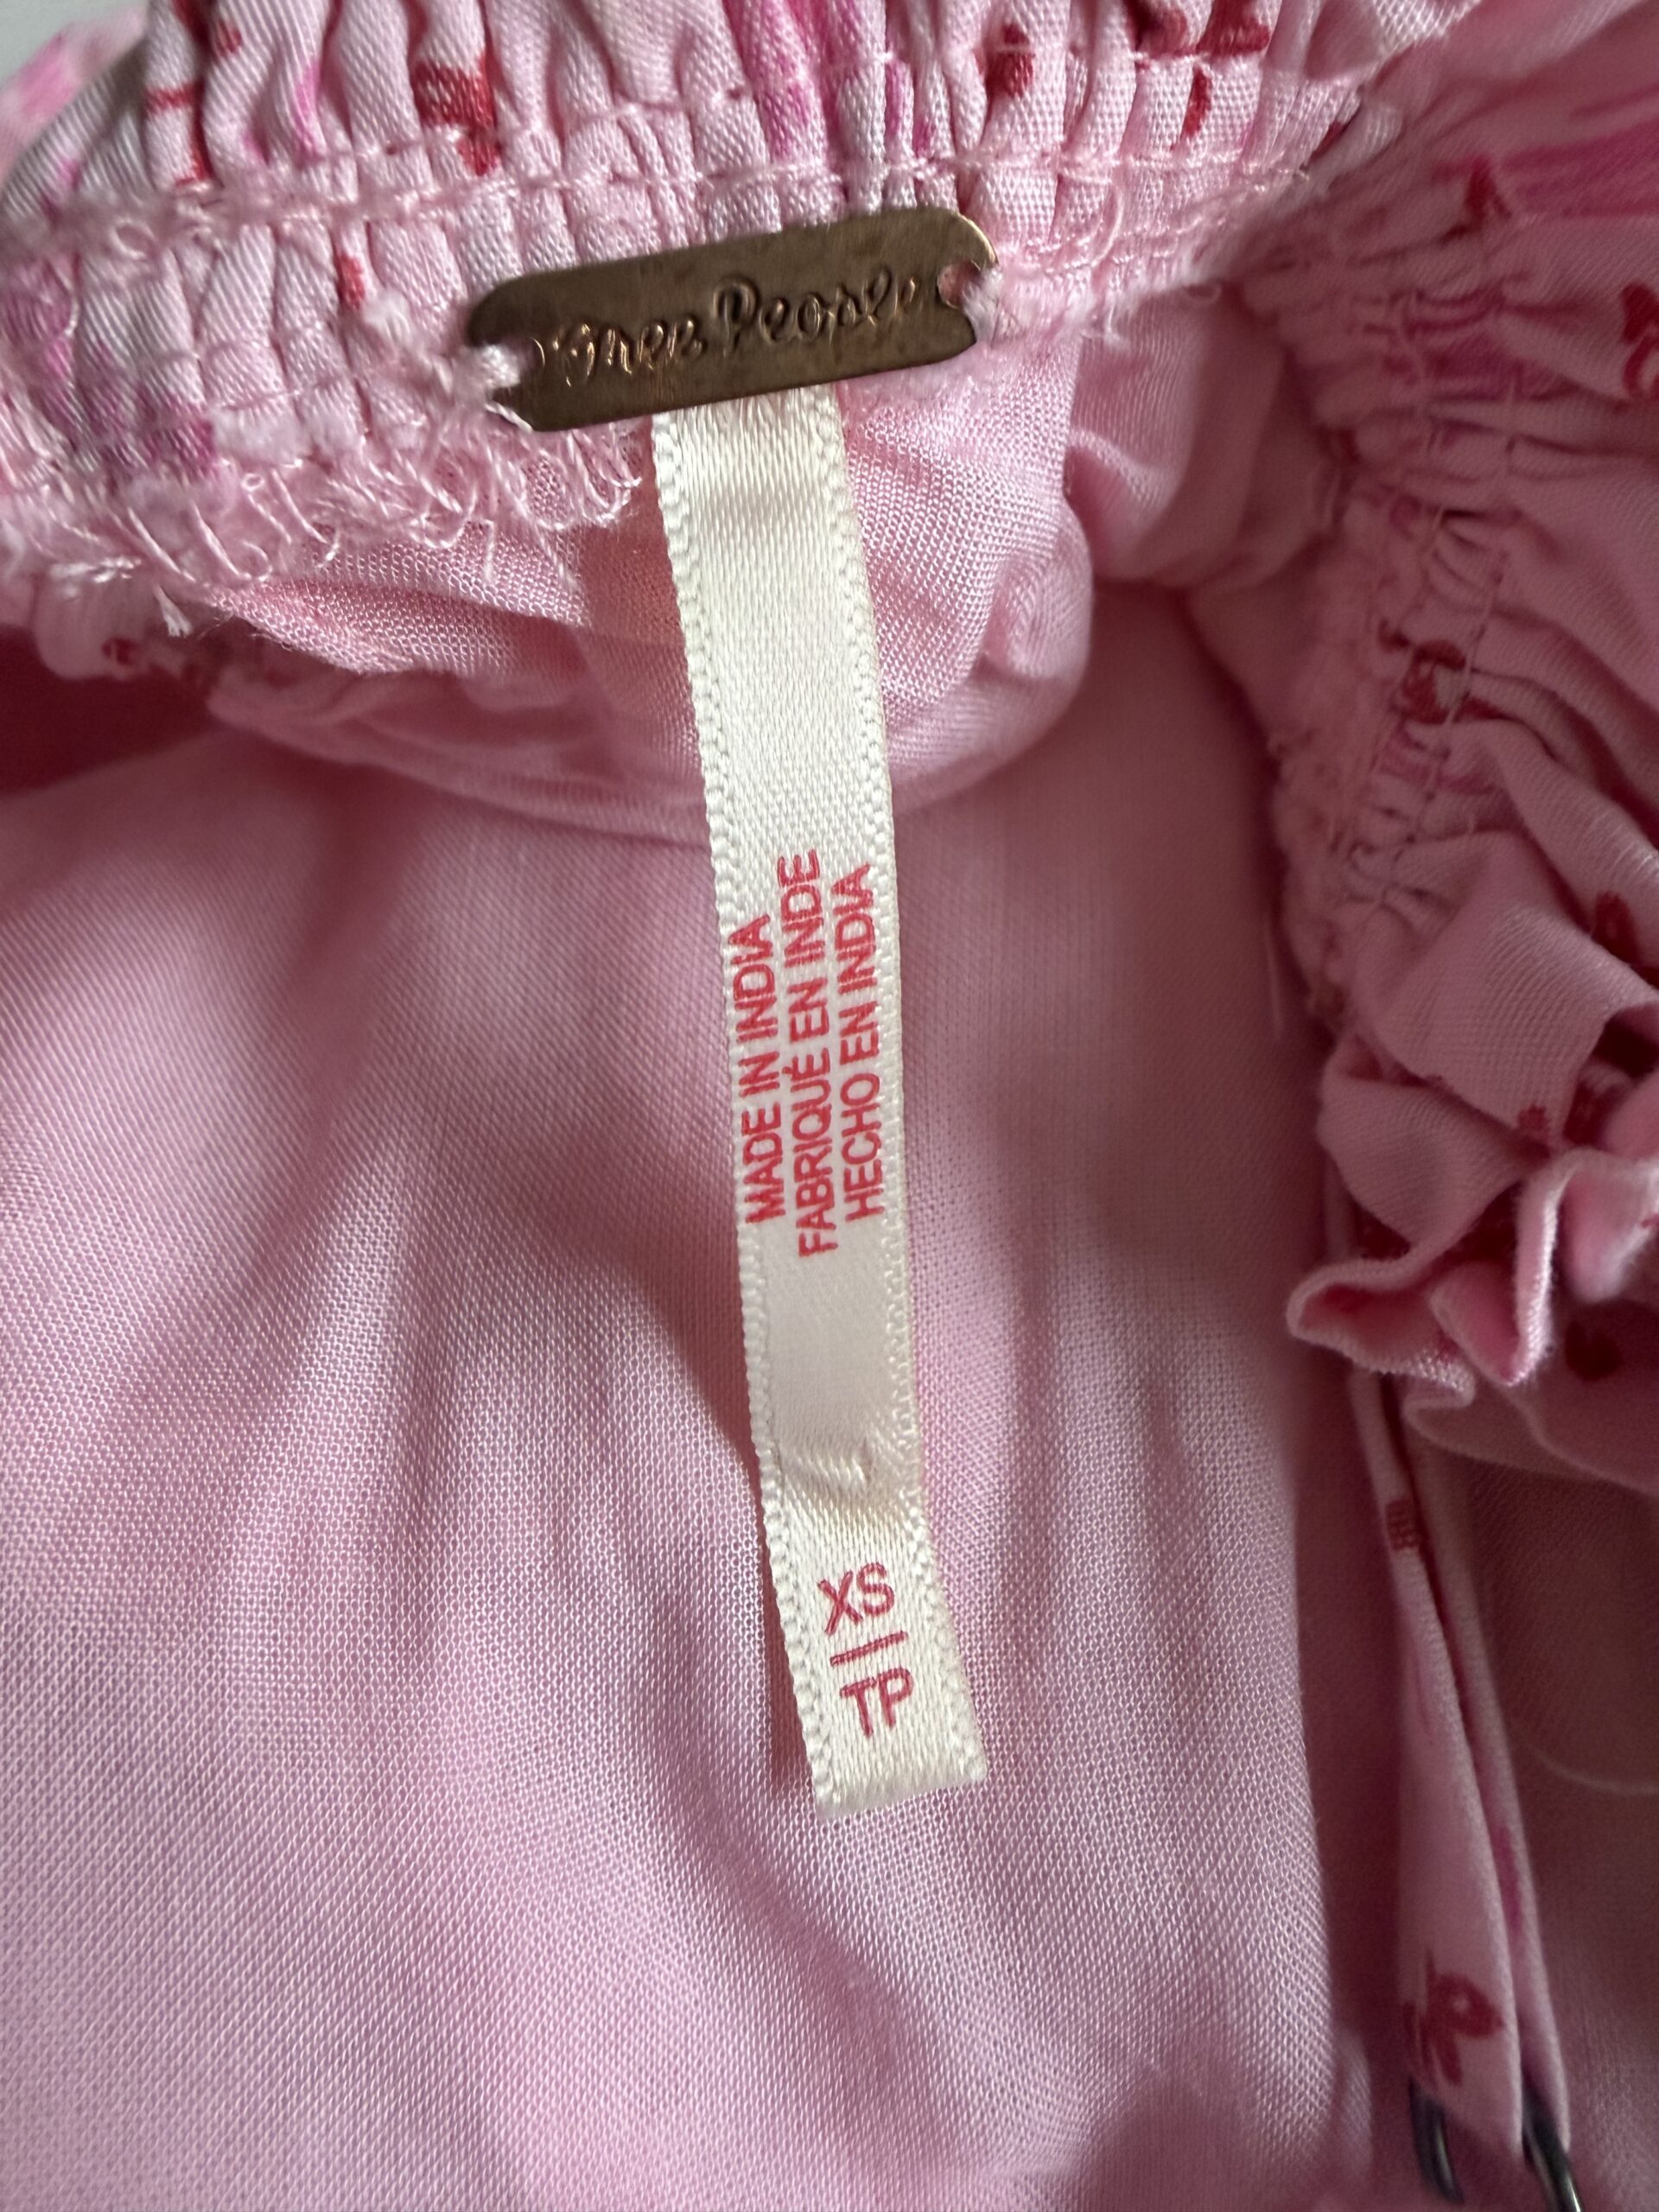 Free People
MADE IN INDIA
FABRIQUÉ EN INDE
HECHO EN INDIA
XS
TP